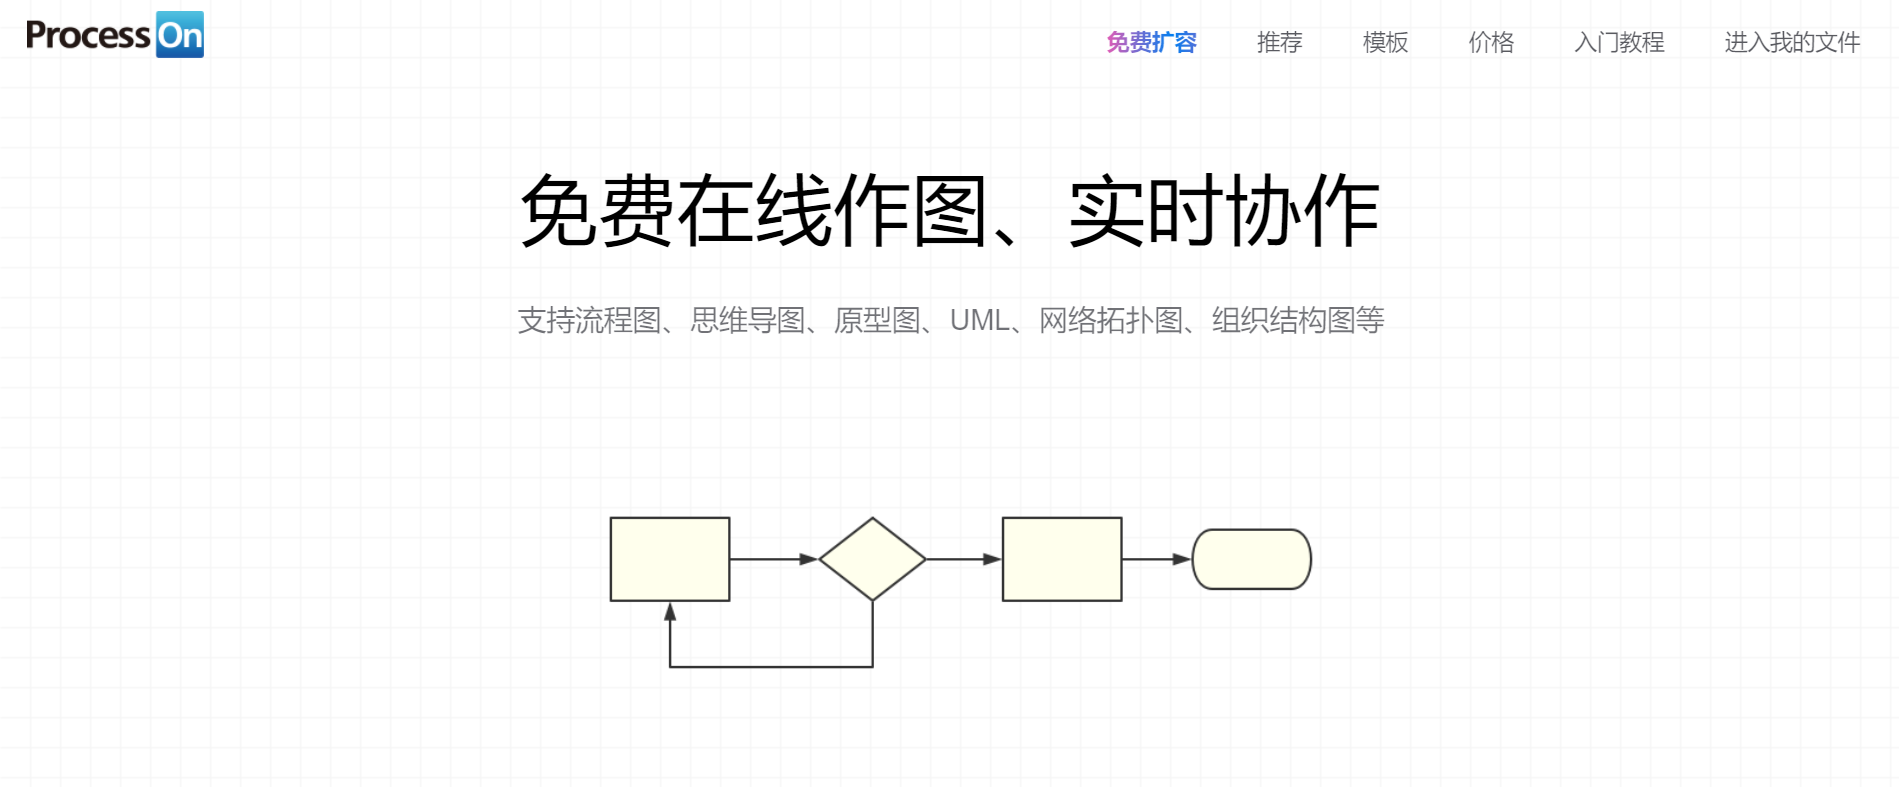 ProcessOn
免费扩容 推荐 模板 价格 入门教程 进入我的文件
免费在线作图、实时协作
支持流程图、思维导图、原型图、UML、网络拓扑图、组织结构图等